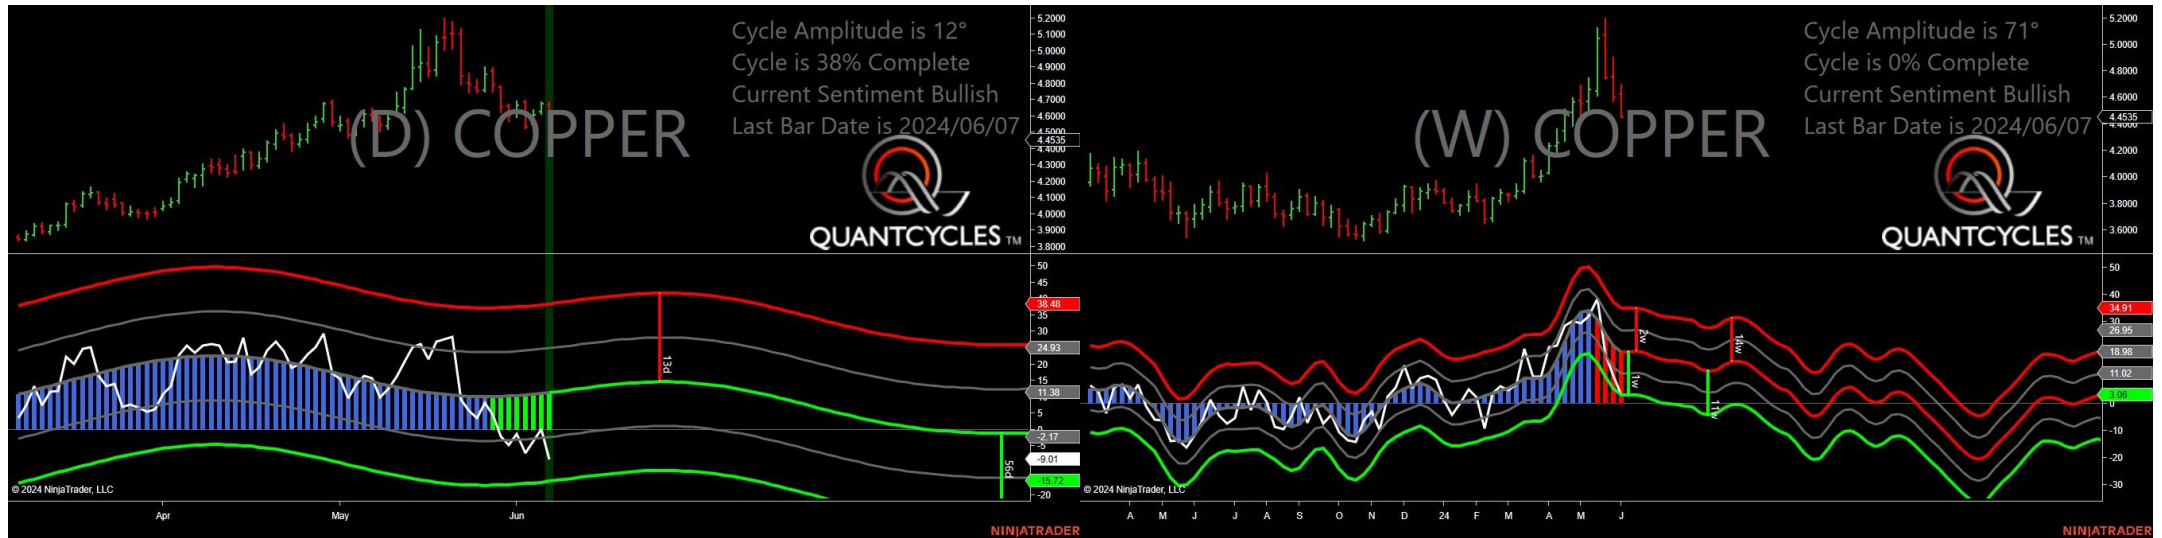 Cycle Amplitude is 12°
Cycle is 38% Complete
Current Sentiment Bullish
Last Bar Date is 2024/06/07
(D) COPPER
QUANTCYCLES TM
5.2000
5.1000
5.0000
4.9000
4.8000
4.7000
4.6000
4.5000
4.4535
4.4000
4.3000
4.2000
4.1000
4.0000
3.9000
3.8000
50
45
38.48
35
30
24.93
20
15
11.38
5
0
-2.17
-5
-9.01
-15.72
-20
13d
56d
© 2024 NinjaTrader, LLC
Apr
May
Jun
NINJATRADER
Cycle Amplitude is 71°
Cycle is 0% Complete
Current Sentiment Bullish
Last Bar Date is 2024/06/07
(W) COPPER
QUANTCYCLES TM
5.2000
5.0000
4.8000
4.6000
4.4535
4.4000
4.2000
4.0000
3.8000
3.6000
50
40
34.91
30
26.95
18.98
11.02
3.06
0
-10
-20
-30
2w
1w
14w
11w
© 2024 NinjaTrader, LLC
A M J J A S O N D 24 F M A M J
NINJATRADER